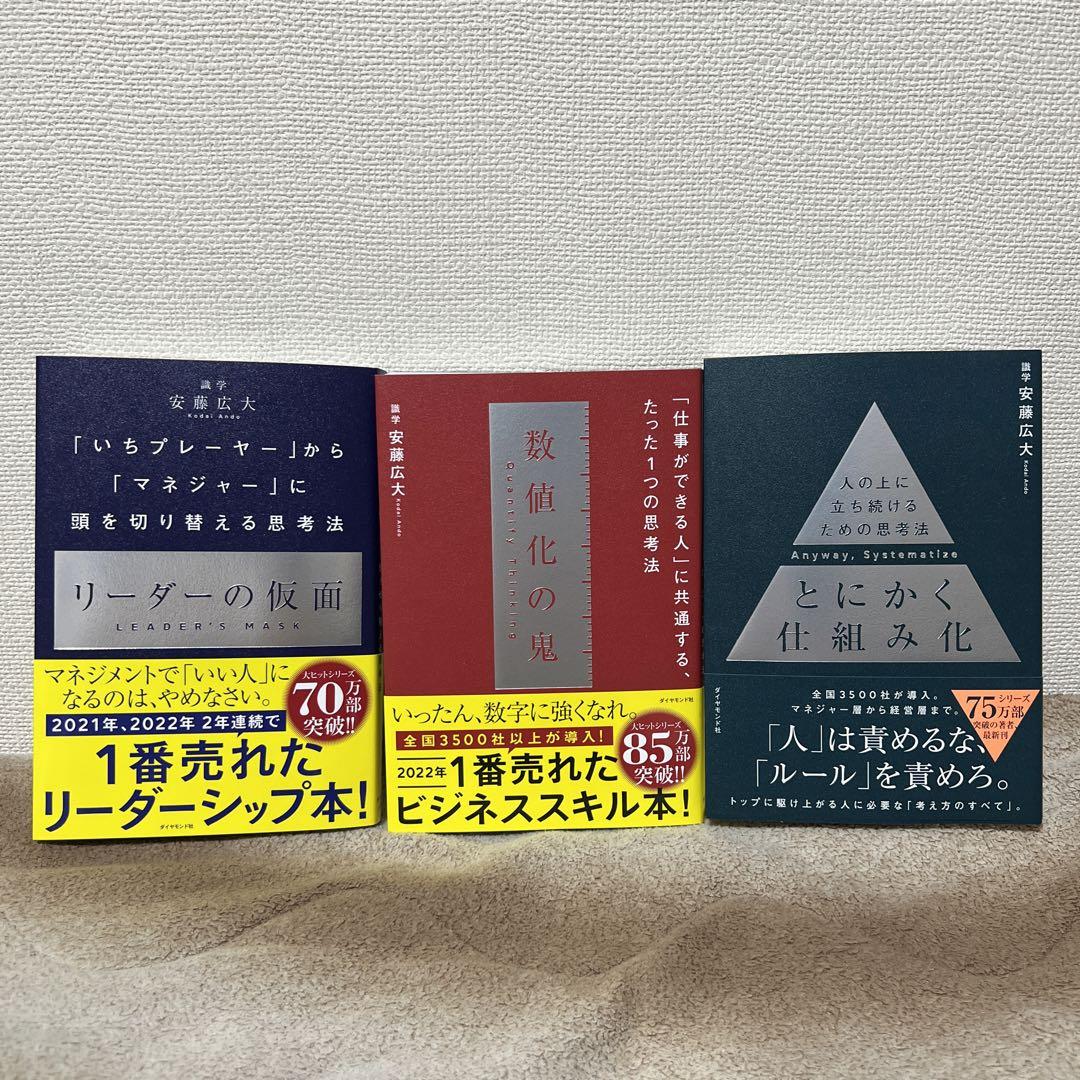 識学
安藤広大
Kodai Ando
「いちプレーヤー」から
「マネジャー」に
頭を切り替える思考法
リーダーの仮面
LEADER'S MASK
マネジメントで「いい人」に
なるのは、やめなさい。
大ヒットシリーズ
70万部
突破!!
2021年、2022年 2年連続で
1番売れた
リーダーシップ本!
ダイヤモンド社
「仕事ができる人」に共通する、
たった1つの思考法
数値化の鬼
Quantity Thinking
識学 安藤広大
Kodai Ando
ダイヤモンド社
いったん、数字に強くなれ。
全国3500社以上が導入!
大ヒットシリーズ
85万部
突破!!
2022年 1番売れた
ビジネススキル本!
識学 安藤広大
Kodai Ando
人の上に
立ち続ける
ための思考法
Anyway, Systematize
とにかく
仕組み化
ダイヤモンド社
全国3500社が導入。
マネジャー層から経営層まで。
シリーズ
75万部
突破の著者、
最新刊
「人」は責めるな、
「ルール」を責めろ。
トップに駆け上がる人に必要な「考え方のすべて」。